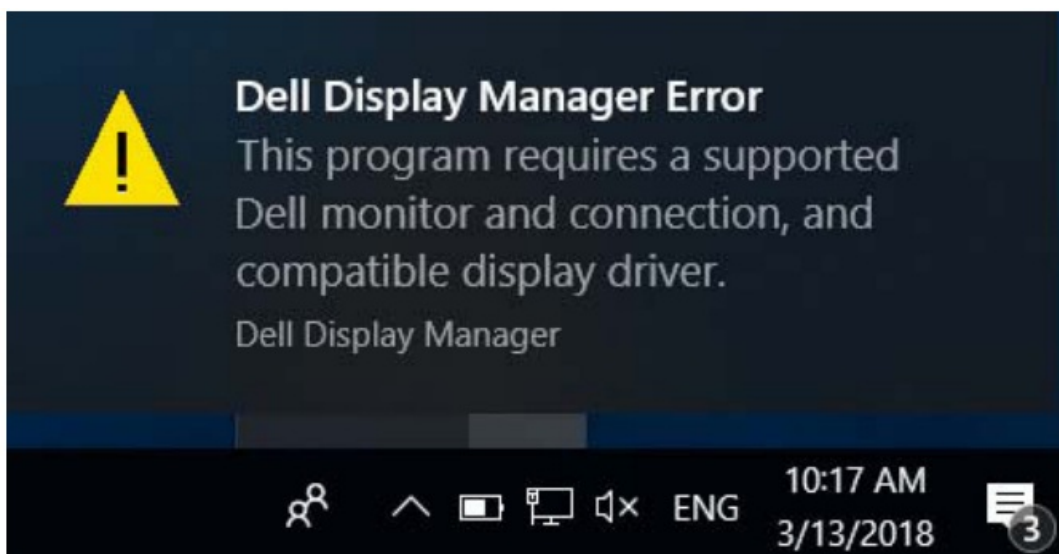 Dell Display Manager Error
This program requires a supported
Dell monitor and connection, and
compatible display driver.
Dell Display Manager
ENG
10:17 AM
3/13/2018
3